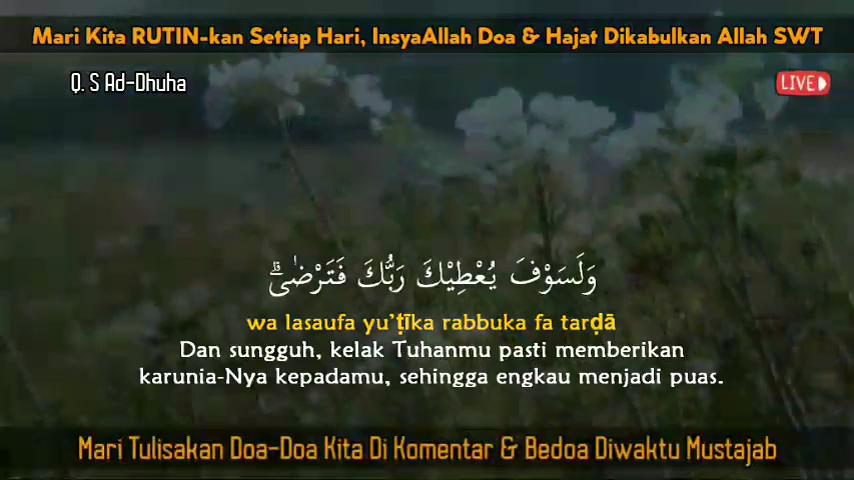 Mari Kita RUTIN-kan Setiap Hari, InsyaAllah Doa & Hajat Dikabulkan Allah SWT
Q. S Ad-Dhuha
LIVE
وَلَسَوْفَ يُعْطِيْكَ رَبُّكَ فَتَرْضٰىۗ
wa lasaufa yu'ṭīka rabbuka fa tarḍā
Dan sungguh, kelak Tuhanmu pasti memberikan
karunia-Nya kepadamu, sehingga engkau menjadi puas.
Mari Tulisakan Doa-Doa Kita Di Komentar & Bedoa Diwaktu Mustajab